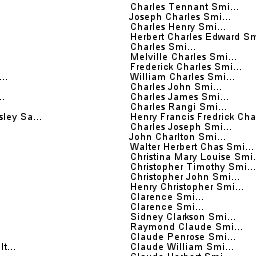 Charles Tennant Smi...
Joseph Charles Smi...
Charles Henry Smi...
Herbert Charles Edward Sm
Charles Smi...
Melville Charles Smi...
Frederick Charles Smi...
... William Charles Smi...
Charles John Smi...
... Charles James Smi...
Charles Rangi Smi...
sley Sa... Henry Francis Fredrick Cha
Charles Joseph Smi...
John Charlton Smi...
Walter Herbert Chas Smi...
Christina Mary Louise Smi.
Christopher Timothy Smi...
Christopher John Smi...
Henry Christopher Smi...
Clarence Smi...
Clarence Smi...
Sidney Clarkson Smi...
Raymond Claude Smi...
Claude Penrose Smi...
lt... Claude William Smi...
Claude Herbert Smi...